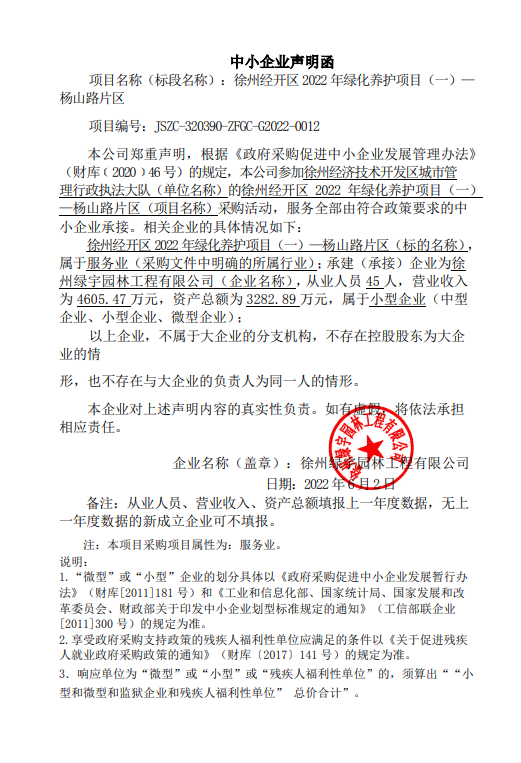 中小企业声明函
项目名称（标段名称）：徐州经开区 2022 年绿化养护项目（一）—
杨山路片区
项目编号：JSZC-320390-ZFGC-G2022-0012
本公司郑重声明，根据《政府采购促进中小企业发展管理办法》
（财库﹝2020﹞46 号）的规定，本公司参加徐州经济技术开发区城市管
理行政执法大队（单位名称）的徐州经开区 2022 年绿化养护项目（一）
—杨山路片区（项目名称）采购活动，服务全部由符合政策要求的中
小企业承接。相关企业的具体情况如下：
徐州经开区 2022 年绿化养护项目（一）—杨山路片区（标的名称），
属于服务业（采购文件中明确的所属行业）；承建（承接）企业为徐
州绿宇园林工程有限公司（企业名称），从业人员 45 人，营业收入
为 4605.47 万元，资产总额为 3282.89 万元，属于小型企业（中型
企业、小型企业、微型企业）；
以上企业，不属于大企业的分支机构，不存在控股股东为大企
业的情
形，也不存在与大企业的负责人为同一人的情形。
本企业对上述声明内容的真实性负责。如有虚假，将依法承担
相应责任。
企业名称（盖章）：徐州绿宇园林工程有限公司
日期：2022 年 6 月 2 日
备注：从业人员、营业收入、资产总额填报上一年度数据，无上
一年度数据的新成立企业可不填报。
注：本项目采购项目属性为：服务业。
说明：
1.“微型”或“小型”企业的划分具体以《政府采购促进中小企业发展暂行办
法》（财库[2011]181 号）和《工业和信息化部、国家统计局、国家发展和改
革委员会、财政部关于印发中小企业划型标准规定的通知》（工信部联企业
[2011]300 号）的规定为准。
2.享受政府采购支持政策的残疾人福利性单位应满足的条件以《关于促进残疾
人就业政府采购政策的通知》（财库〔2017〕141 号）的规定为准。
3．响应单位为“微型”或“小型”或“残疾人福利性单位”的，须算出““小
型和微型和监狱企业和残疾人福利性单位” 总价合计”。
徐州绿宇园林工程有限公司